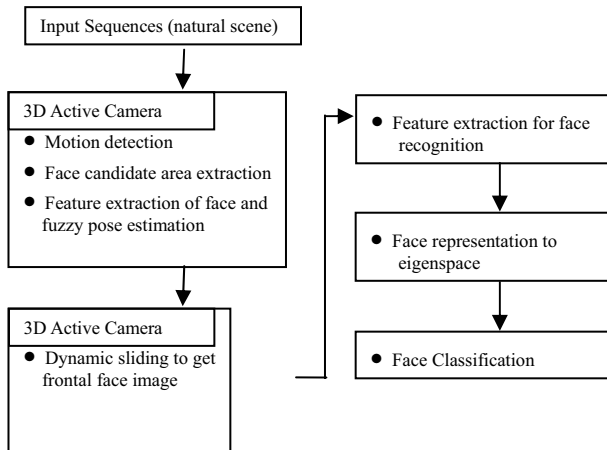 Input Sequences (natural scene)
3D Active Camera
● Motion detection
● Face candidate area extraction
● Feature extraction of face and
fuzzy pose estimation
3D Active Camera
● Dynamic sliding to get
frontal face image
● Feature extraction for face
recognition
● Face representation to
eigenspace
● Face Classification